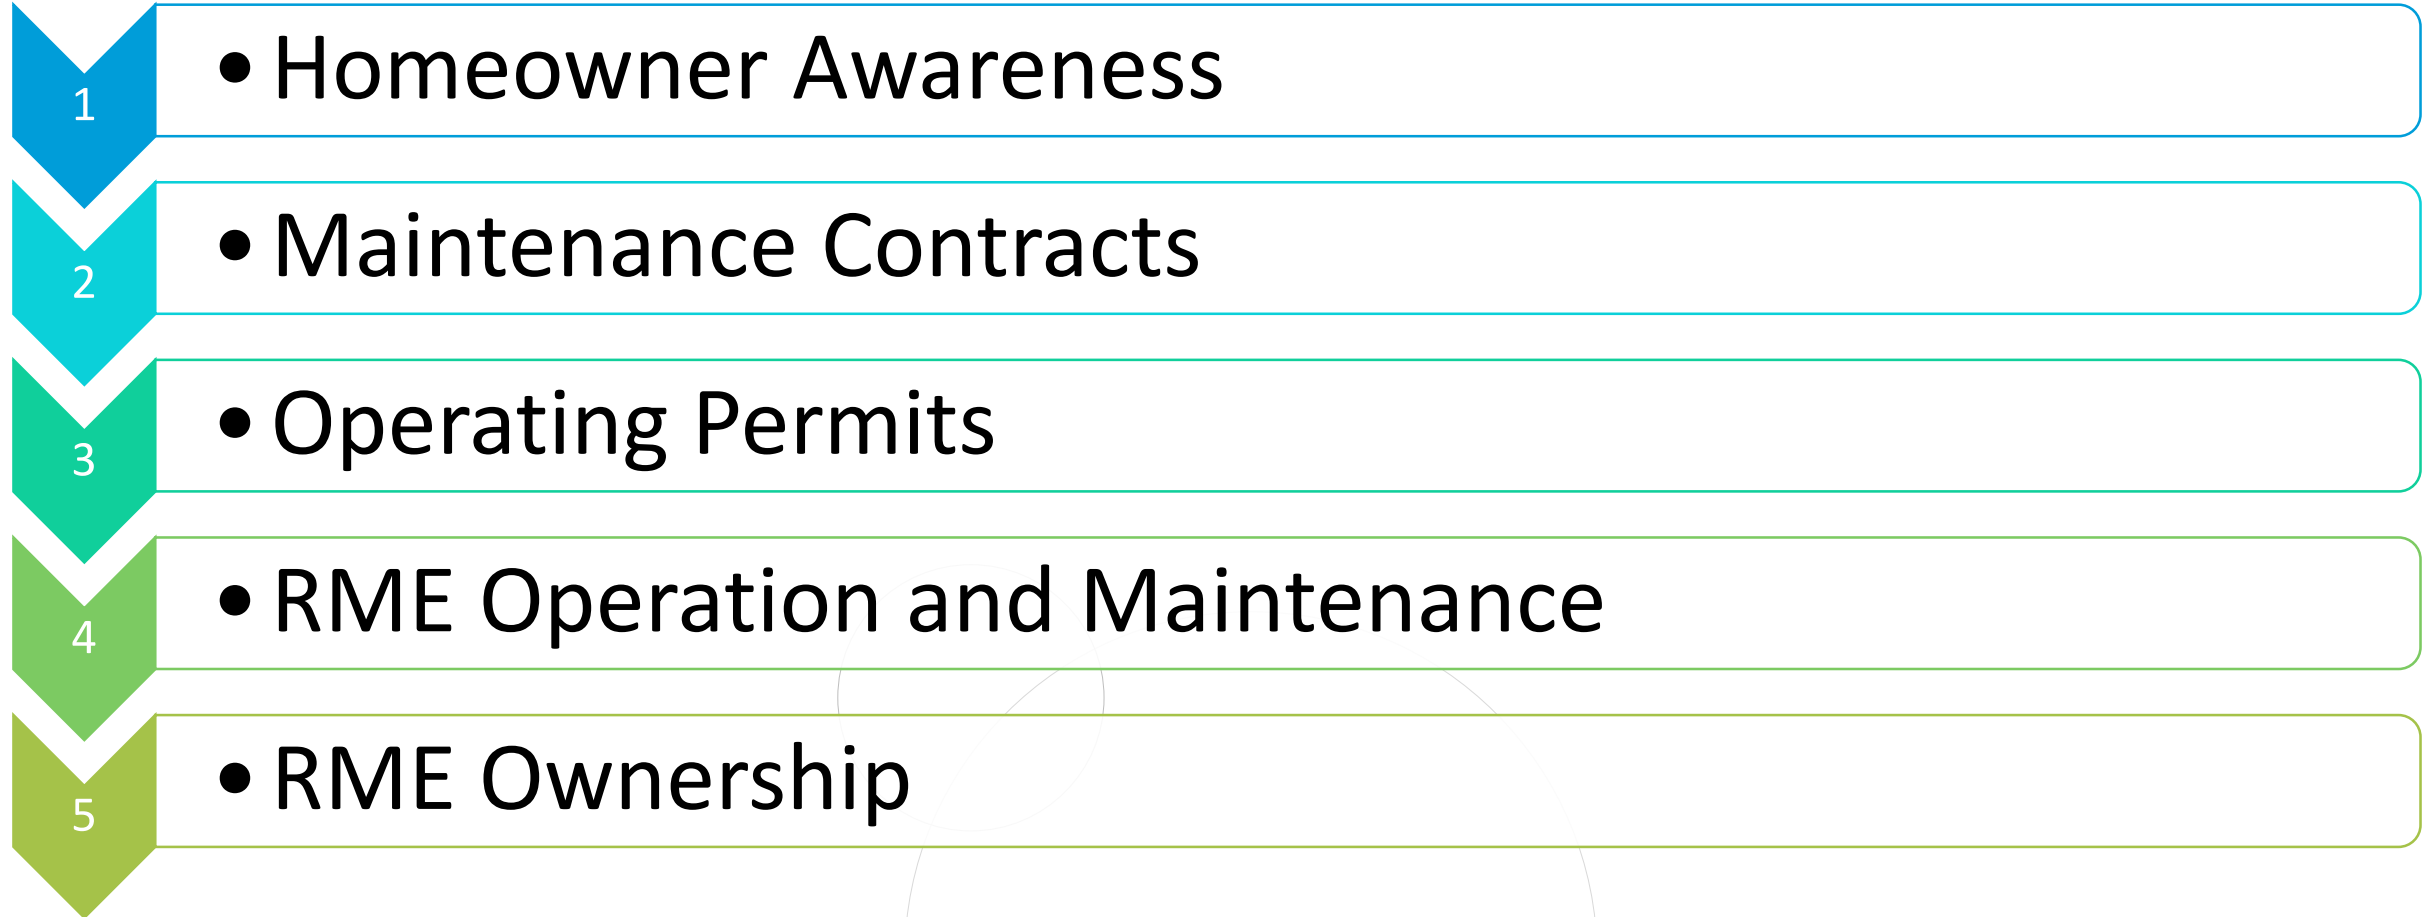 1
• Homeowner Awareness
2
• Maintenance Contracts
3
• Operating Permits
4
• RME Operation and Maintenance
5
• RME Ownership